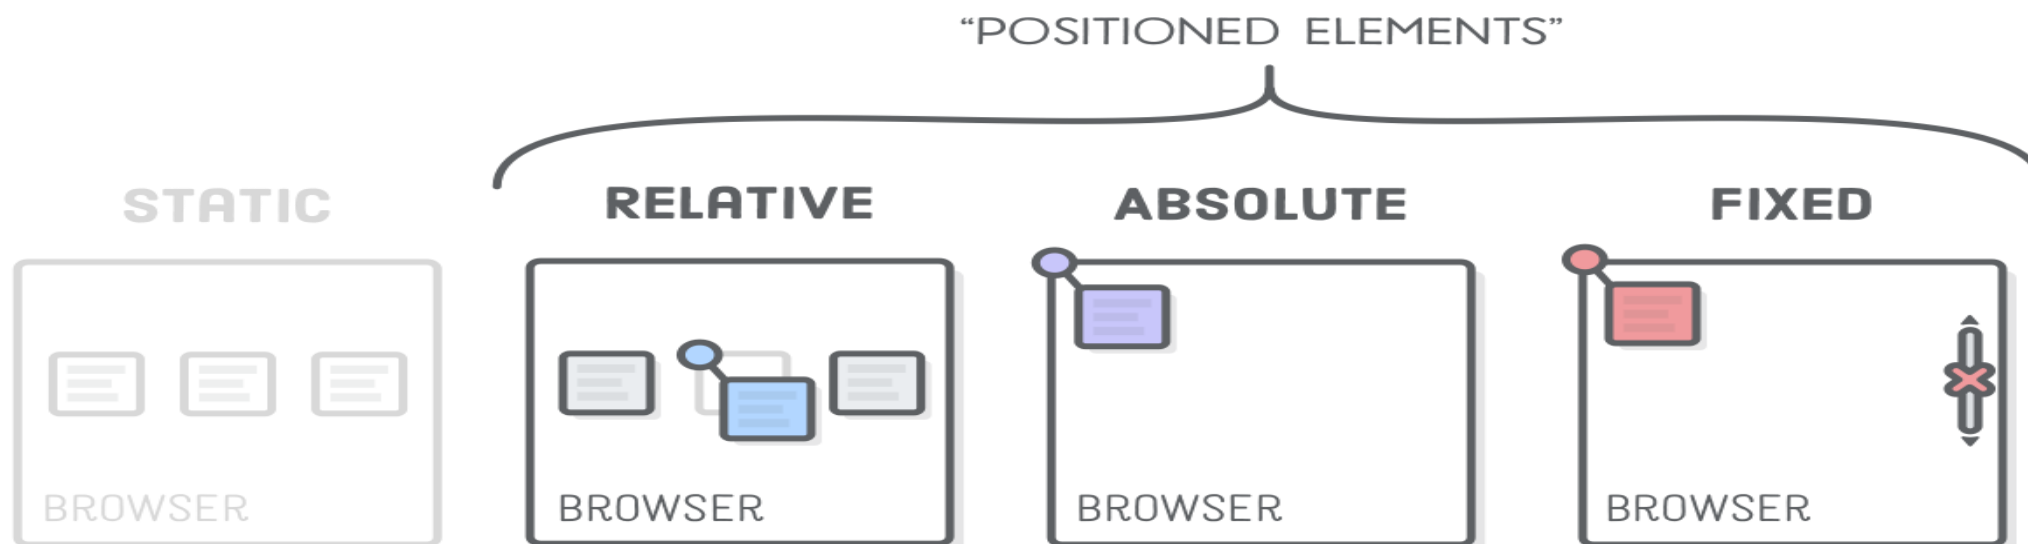 “POSITIONED ELEMENTS”
STATIC
RELATIVE
ABSOLUTE
FIXED
BROWSER
BROWSER
BROWSER
BROWSER